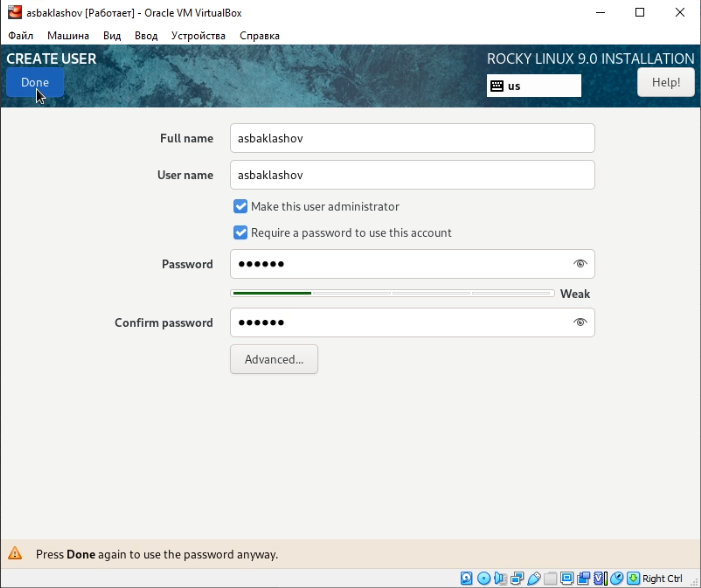 asbaklashov [Работает] - Oracle VM VirtualBox
Файл Машина Вид Ввод Устройства Справка
CREATE USER
ROCKY LINUX 9.0 INSTALLATION
Done
us
Help!
Full name
asbaklashov
User name
asbaklashov
Make this user administrator
Require a password to use this account
Password
●●●●●●
Weak
Confirm password
●●●●●●
Advanced...
Press Done again to use the password anyway.
Right Ctrl